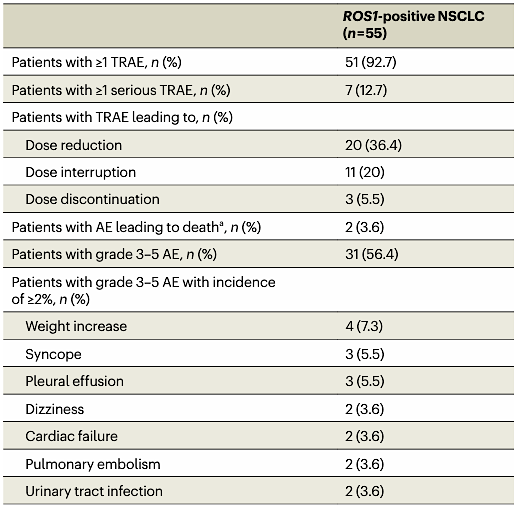 ROS1-positive NSCLC
(n=55)
Patients with ≥1 TRAE, n (%) 51 (92.7)
Patients with ≥1 serious TRAE, n (%) 7 (12.7)
Patients with TRAE leading to, n (%)
Dose reduction 20 (36.4)
Dose interruption 11 (20)
Dose discontinuation 3 (5.5)
Patients with AE leading to deathᵃ, n (%) 2 (3.6)
Patients with grade 3–5 AE, n (%) 31 (56.4)
Patients with grade 3–5 AE with incidence
of ≥2%, n (%)
Weight increase 4 (7.3)
Syncope 3 (5.5)
Pleural effusion 3 (5.5)
Dizziness 2 (3.6)
Cardiac failure 2 (3.6)
Pulmonary embolism 2 (3.6)
Urinary tract infection 2 (3.6)